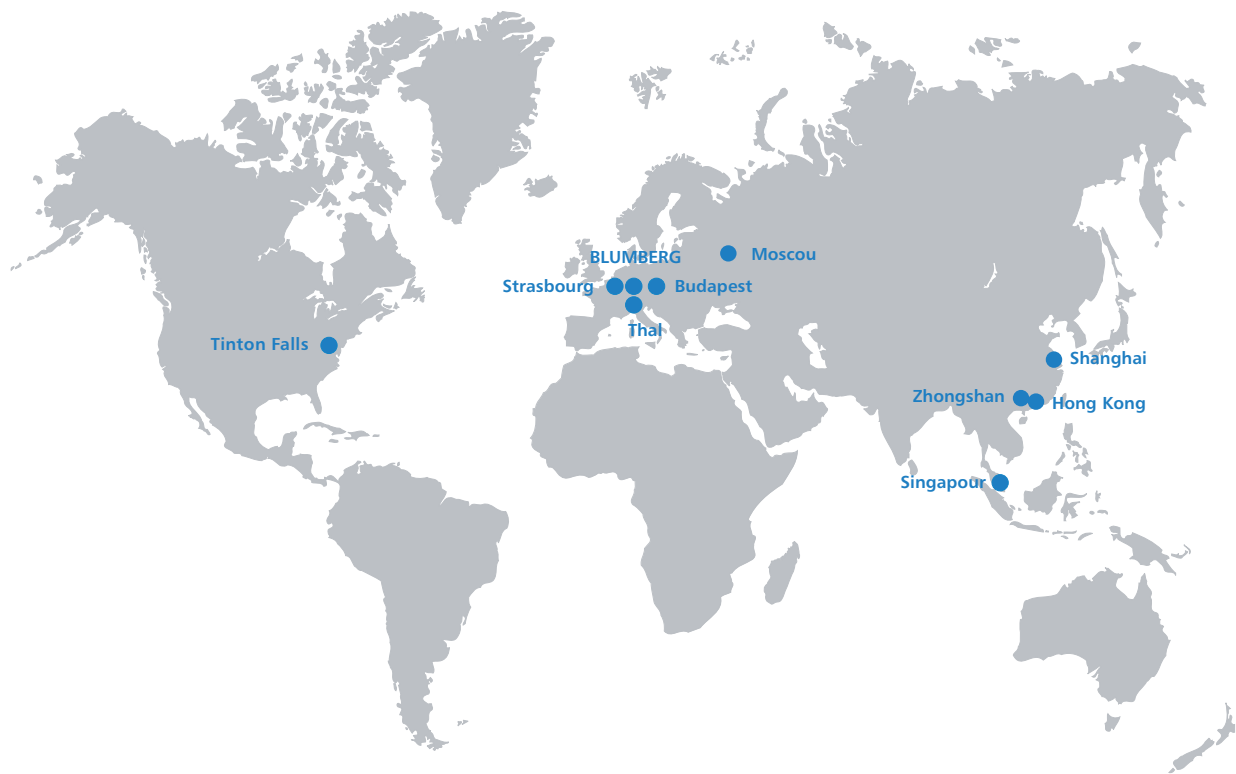 BLUMBERG
Moscou
Strasbourg
Budapest
Thal
Tinton Falls
Shanghai
Zhongshan
Hong Kong
Singapour